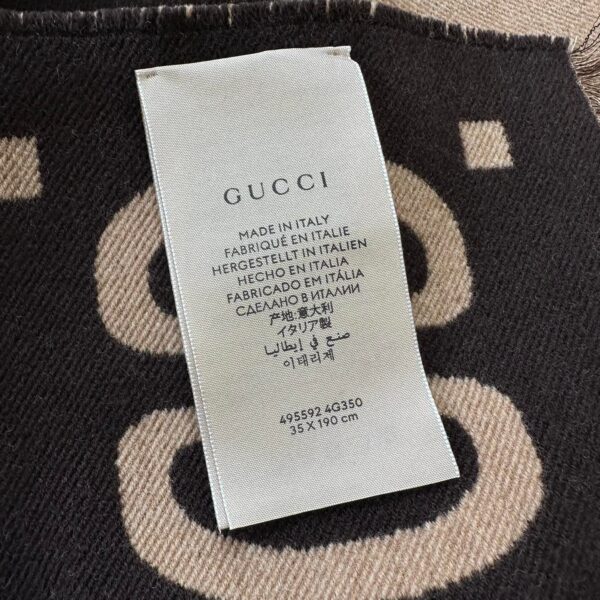 GUCCI
MADE IN ITALY
FABRIQUÉ EN ITALIE
HERGESTELLT IN ITALIEN
HECHO EN ITALIA
FABRICADO EM ITÁLIA
СДЕЛАНО В ИТАЛИИ
产地:意大利
イタリア製
صنع في إيطاليا
이태리제
495592 4G350
35 X 190 cm